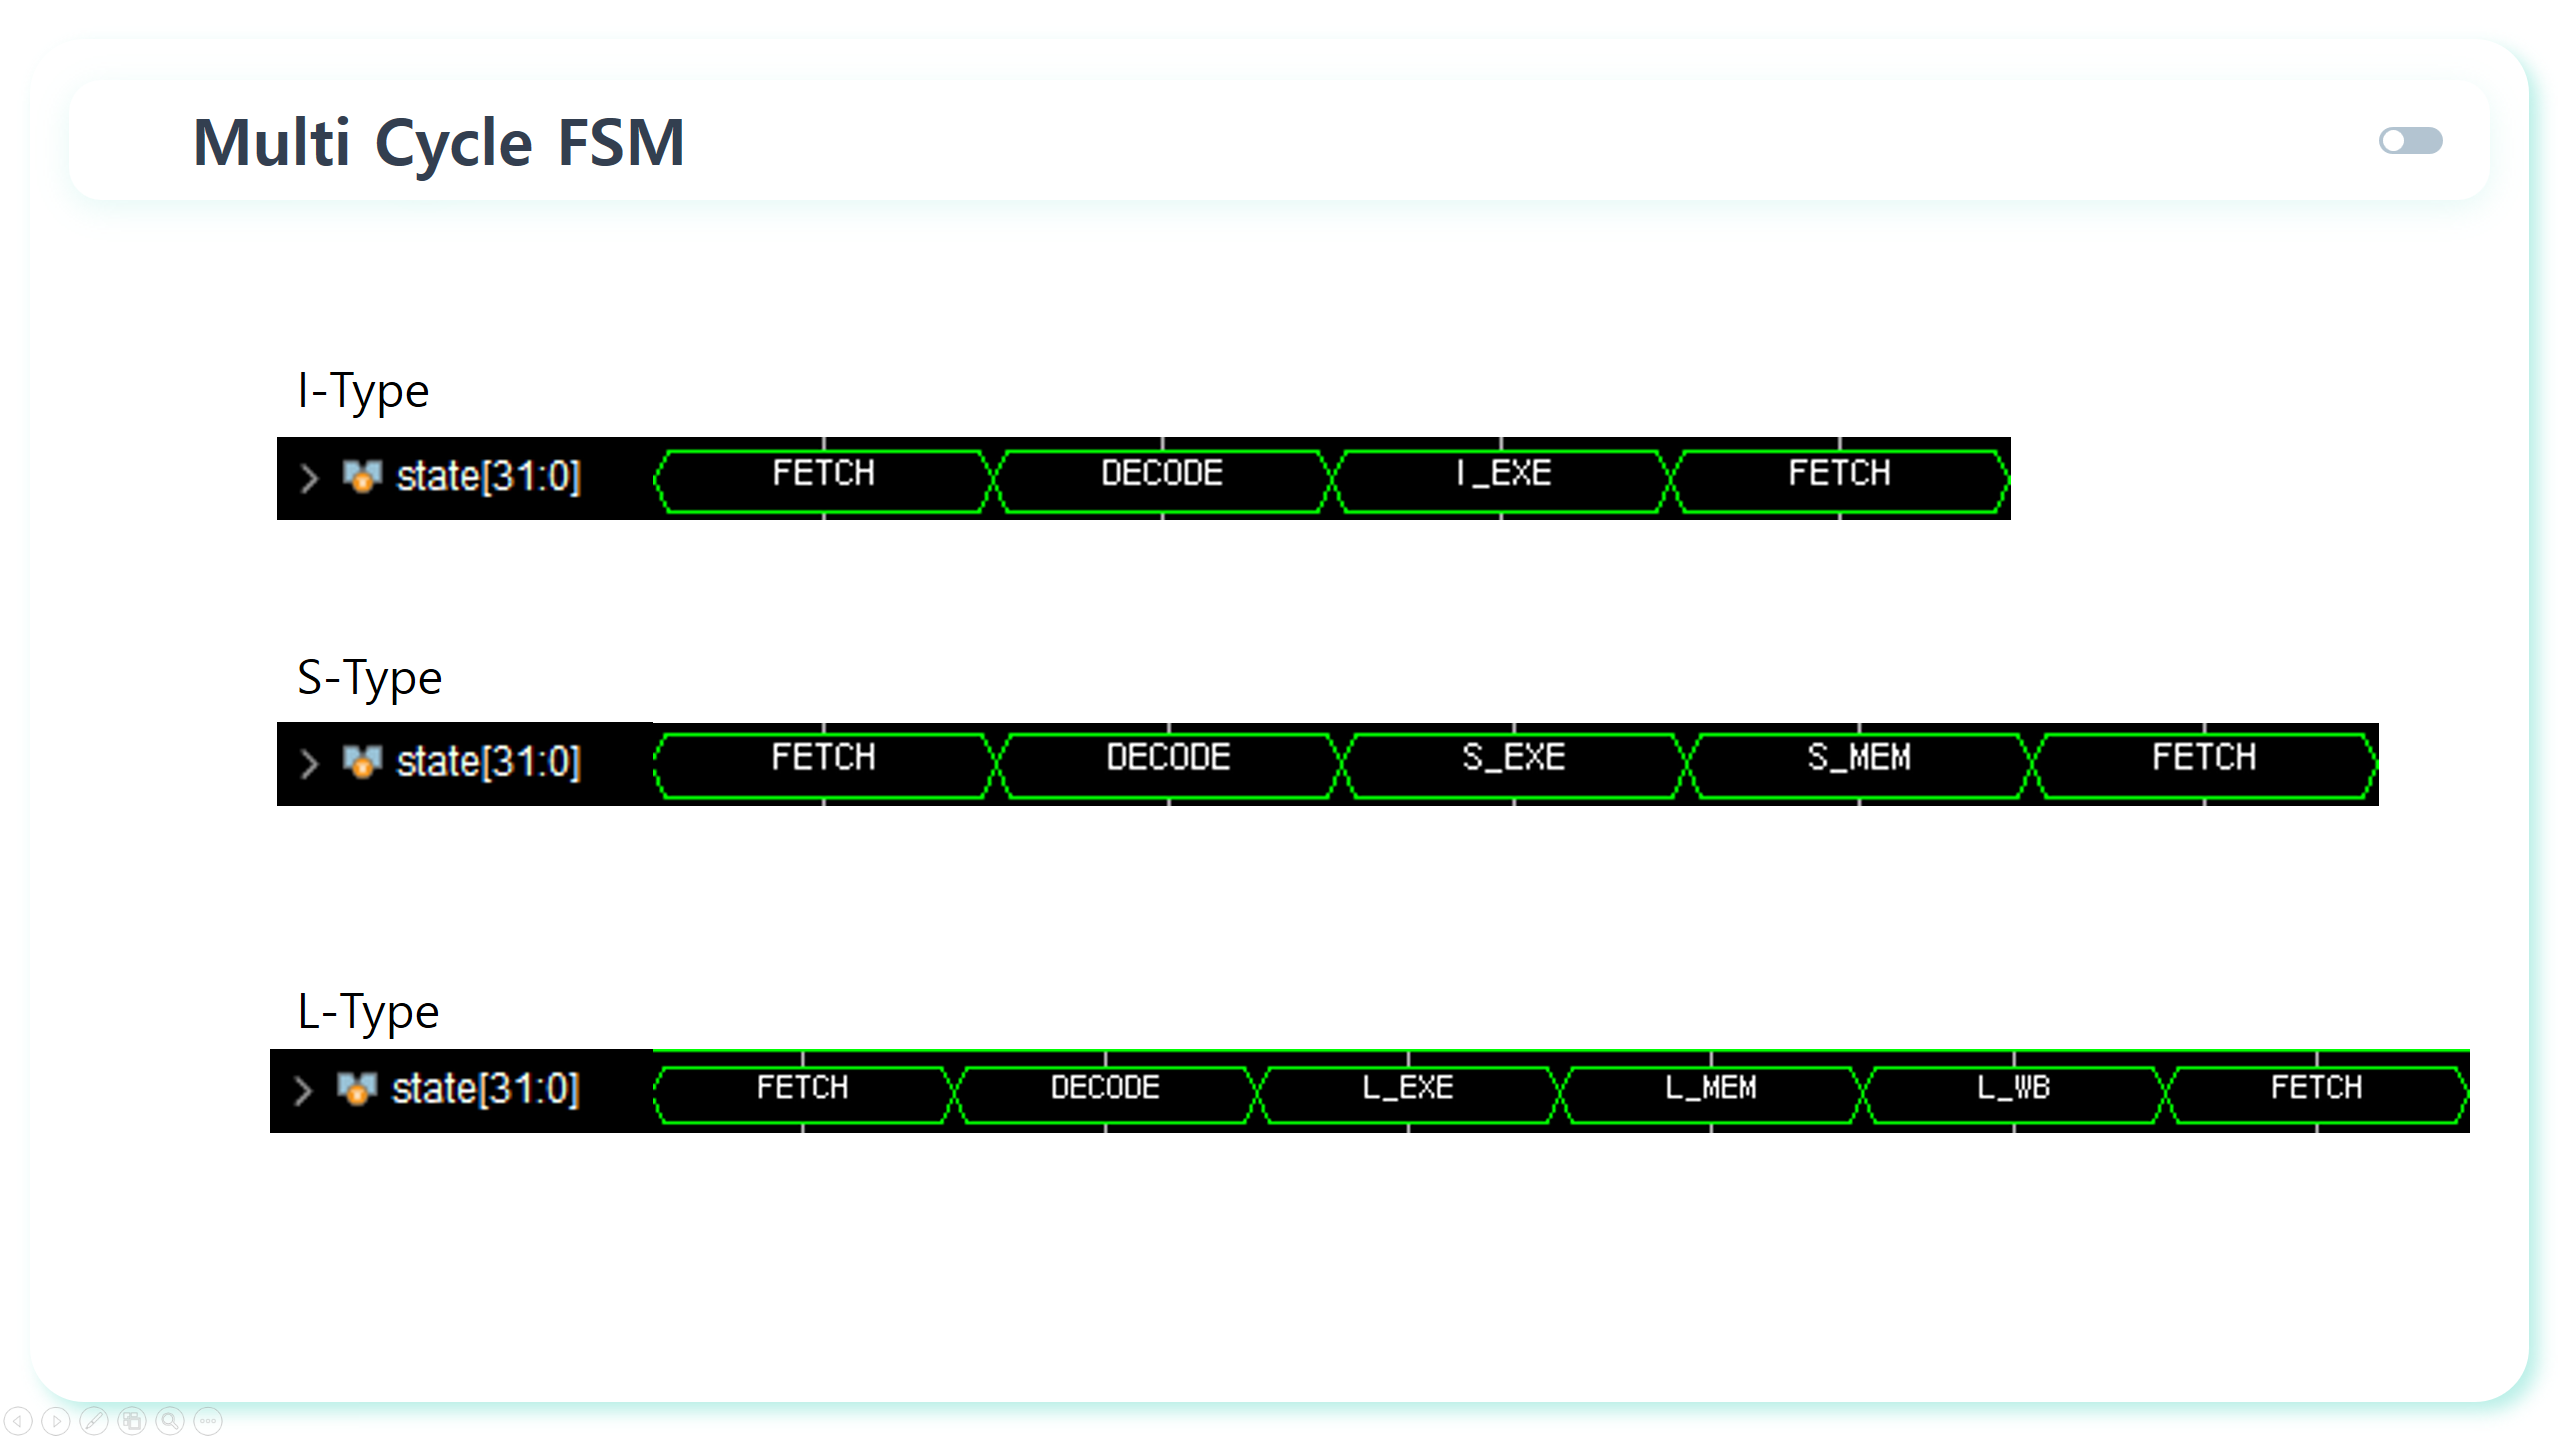 Multi Cycle FSM
I-Type
state[31:0] FETCH DECODE I_EXE FETCH
S-Type
state[31:0] FETCH DECODE S_EXE S_MEM FETCH
L-Type
state[31:0] FETCH DECODE L_EXE L_MEM L_WB FETCH